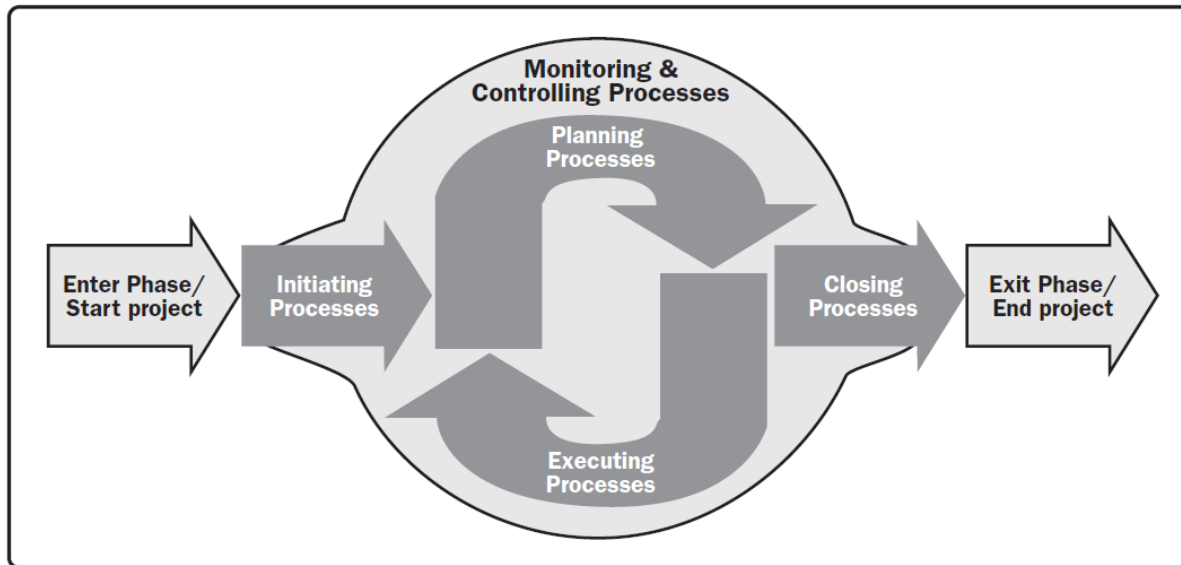 Monitoring &
Controlling Processes
Planning
Processes
Enter Phase/
Start project
Initiating
Processes
Closing
Processes
Exit Phase/
End project
Executing
Processes